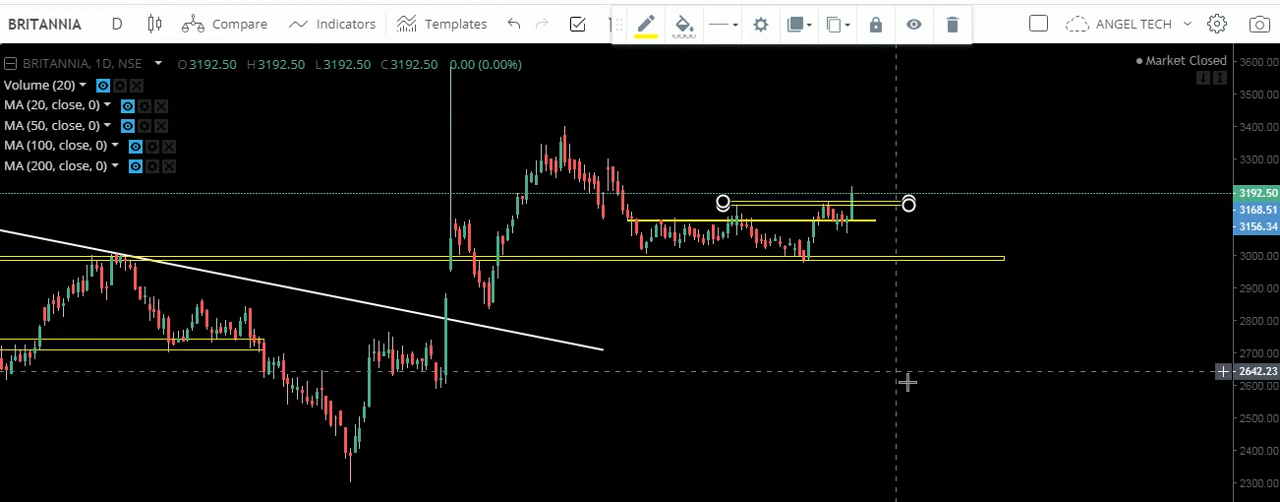 BRITANNIA D Compare Indicators Templates ANGEL TECH
BRITANNIA, 1D, NSE O3192.50 H3192.50 L3192.50 C3192.50 0.00 (0.00%)
Market Closed
Volume (20)
MA (20, close, 0)
MA (50, close, 0)
MA (100, close, 0)
MA (200, close, 0)
3600.00
3500.00
3400.00
3300.00
3192.50
3168.51
3156.34
3000.00
2900.00
2800.00
2700.00
2642.23
2600.00
2500.00
2400.00
2300.00